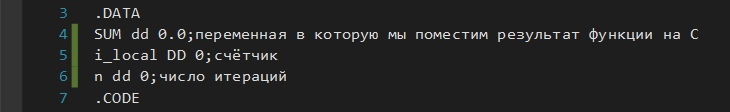 3 .DATA
4 SUM dd 0.0;переменная в которую мы поместим результат функции на C
5 i_local DD 0;счётчик
6 n dd 0;число итераций
7 .CODE